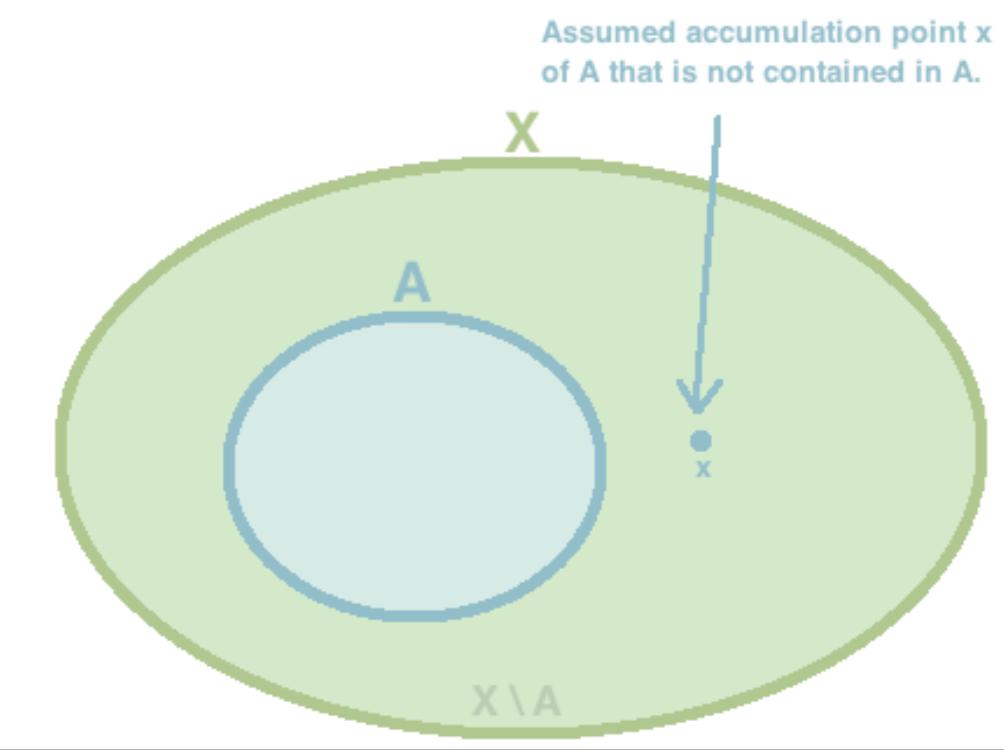 Assumed accumulation point x
of A that is not contained in A.
X
A
x
X \ A